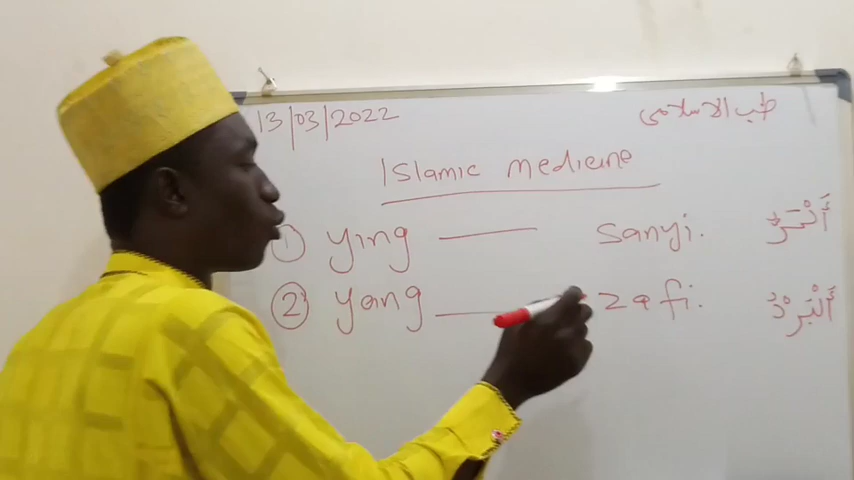 13/03/2022 طب الاسلامى
Islamic medicine
① ying — sanyi.
② yang — zafi. أَلْبَرْدُ